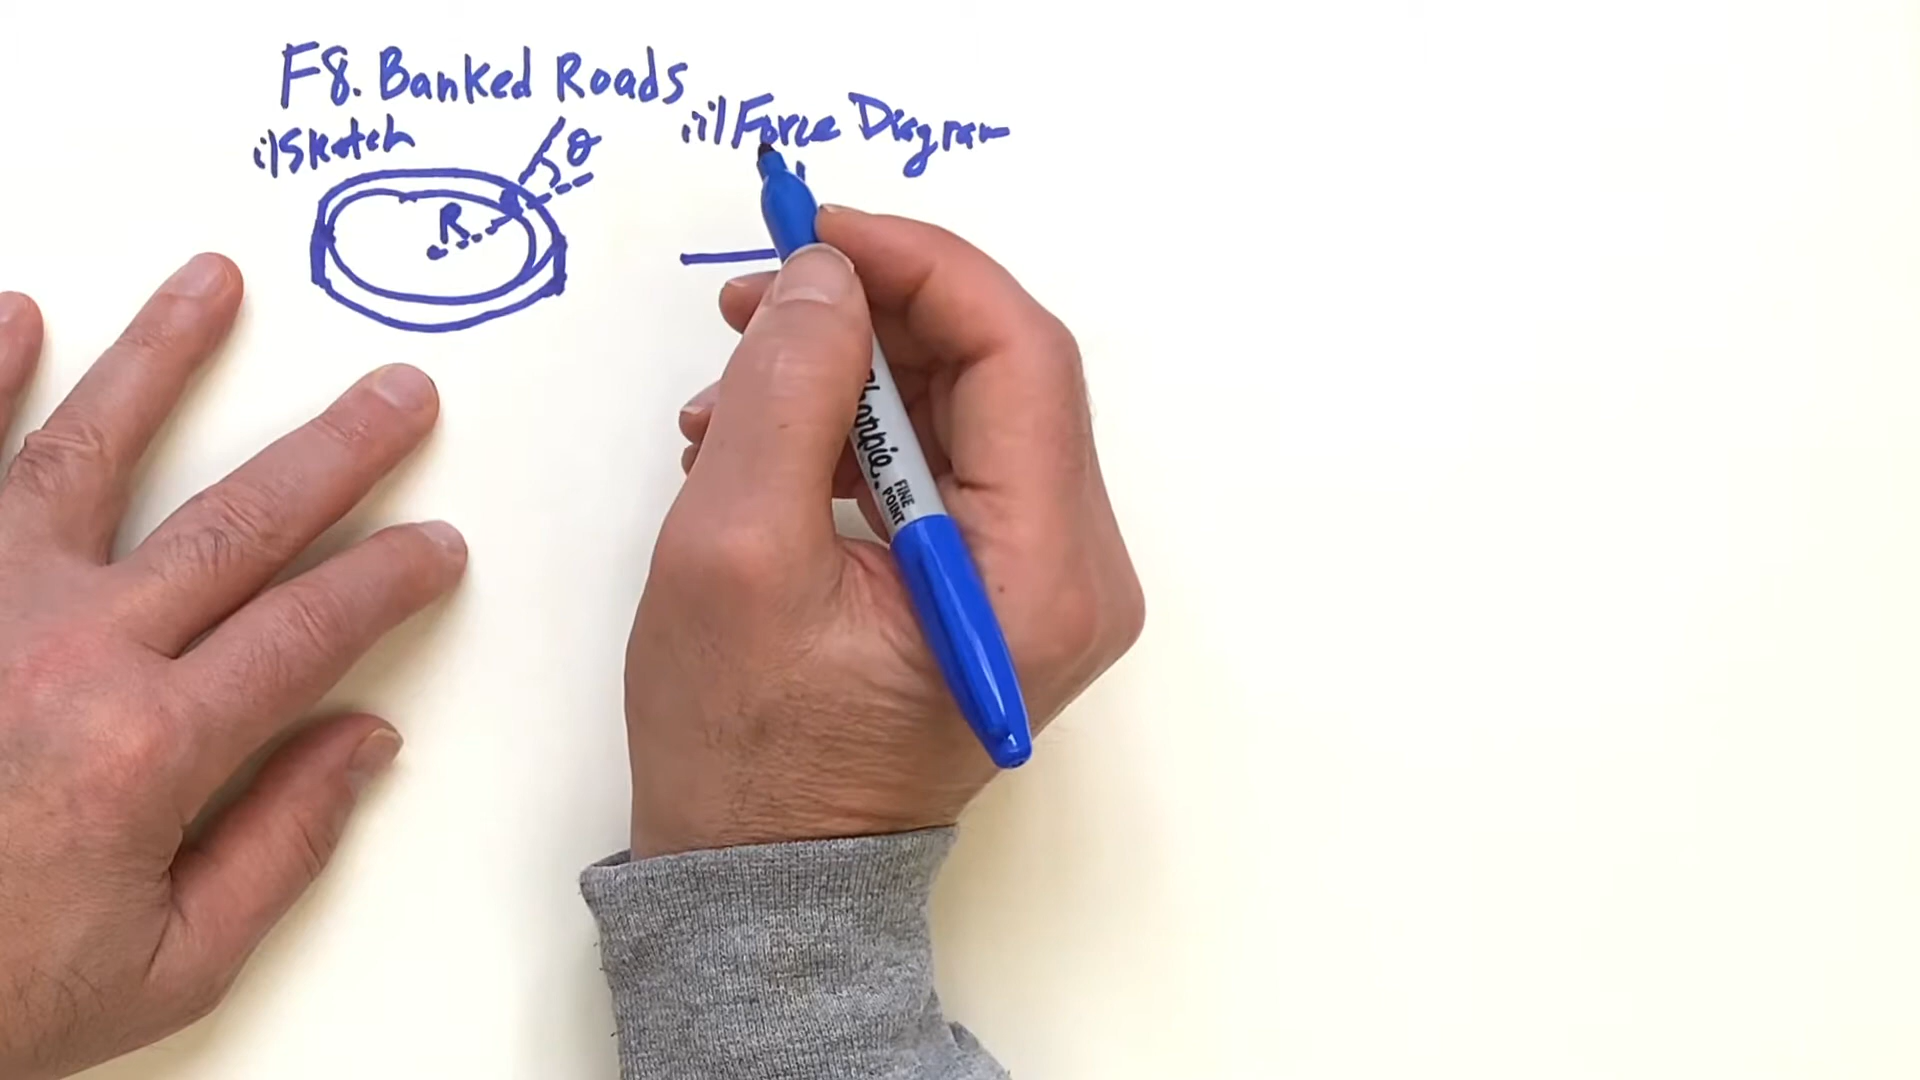 F8. Banked Roads
i) Sketch
θ
R
ii) Force Diagram
Sharpie.
FINE
POINT